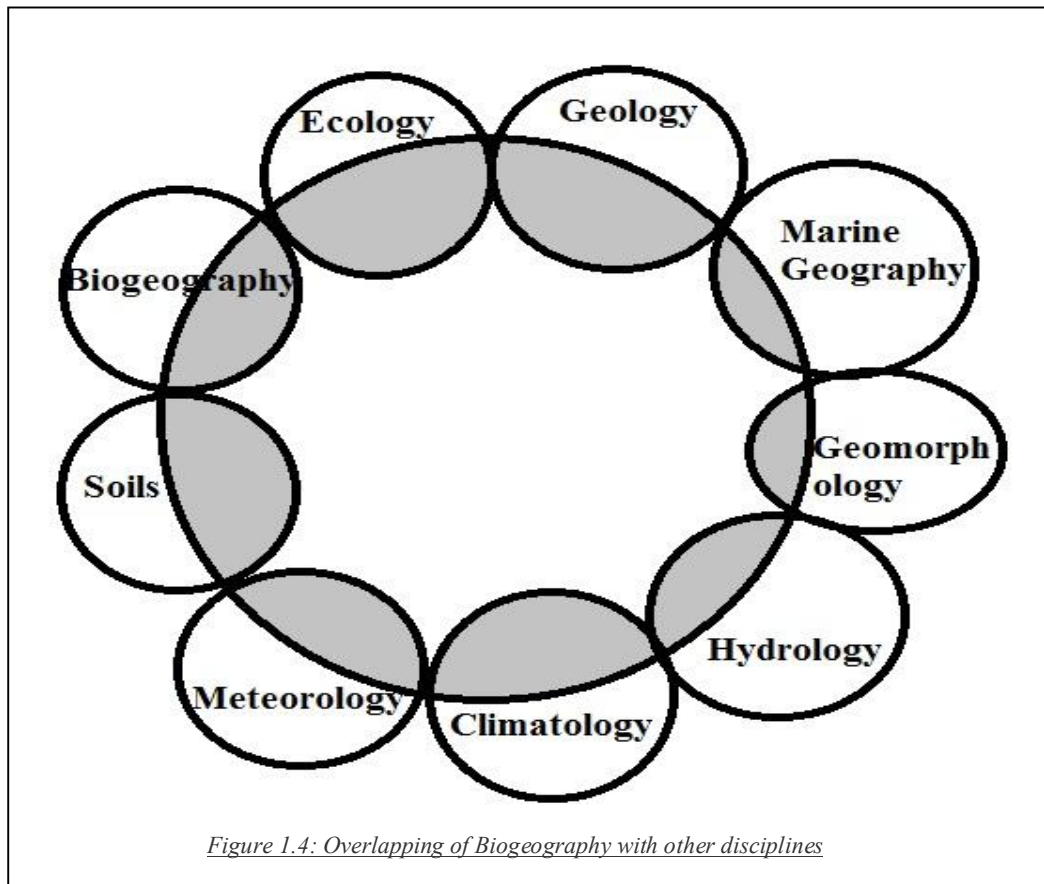 Ecology
Geology
Marine
Geography
Biogeography
Geomorph
ology
Soils
Hydrology
Meteorology
Climatology
Figure 1.4: Overlapping of Biogeography with other disciplines